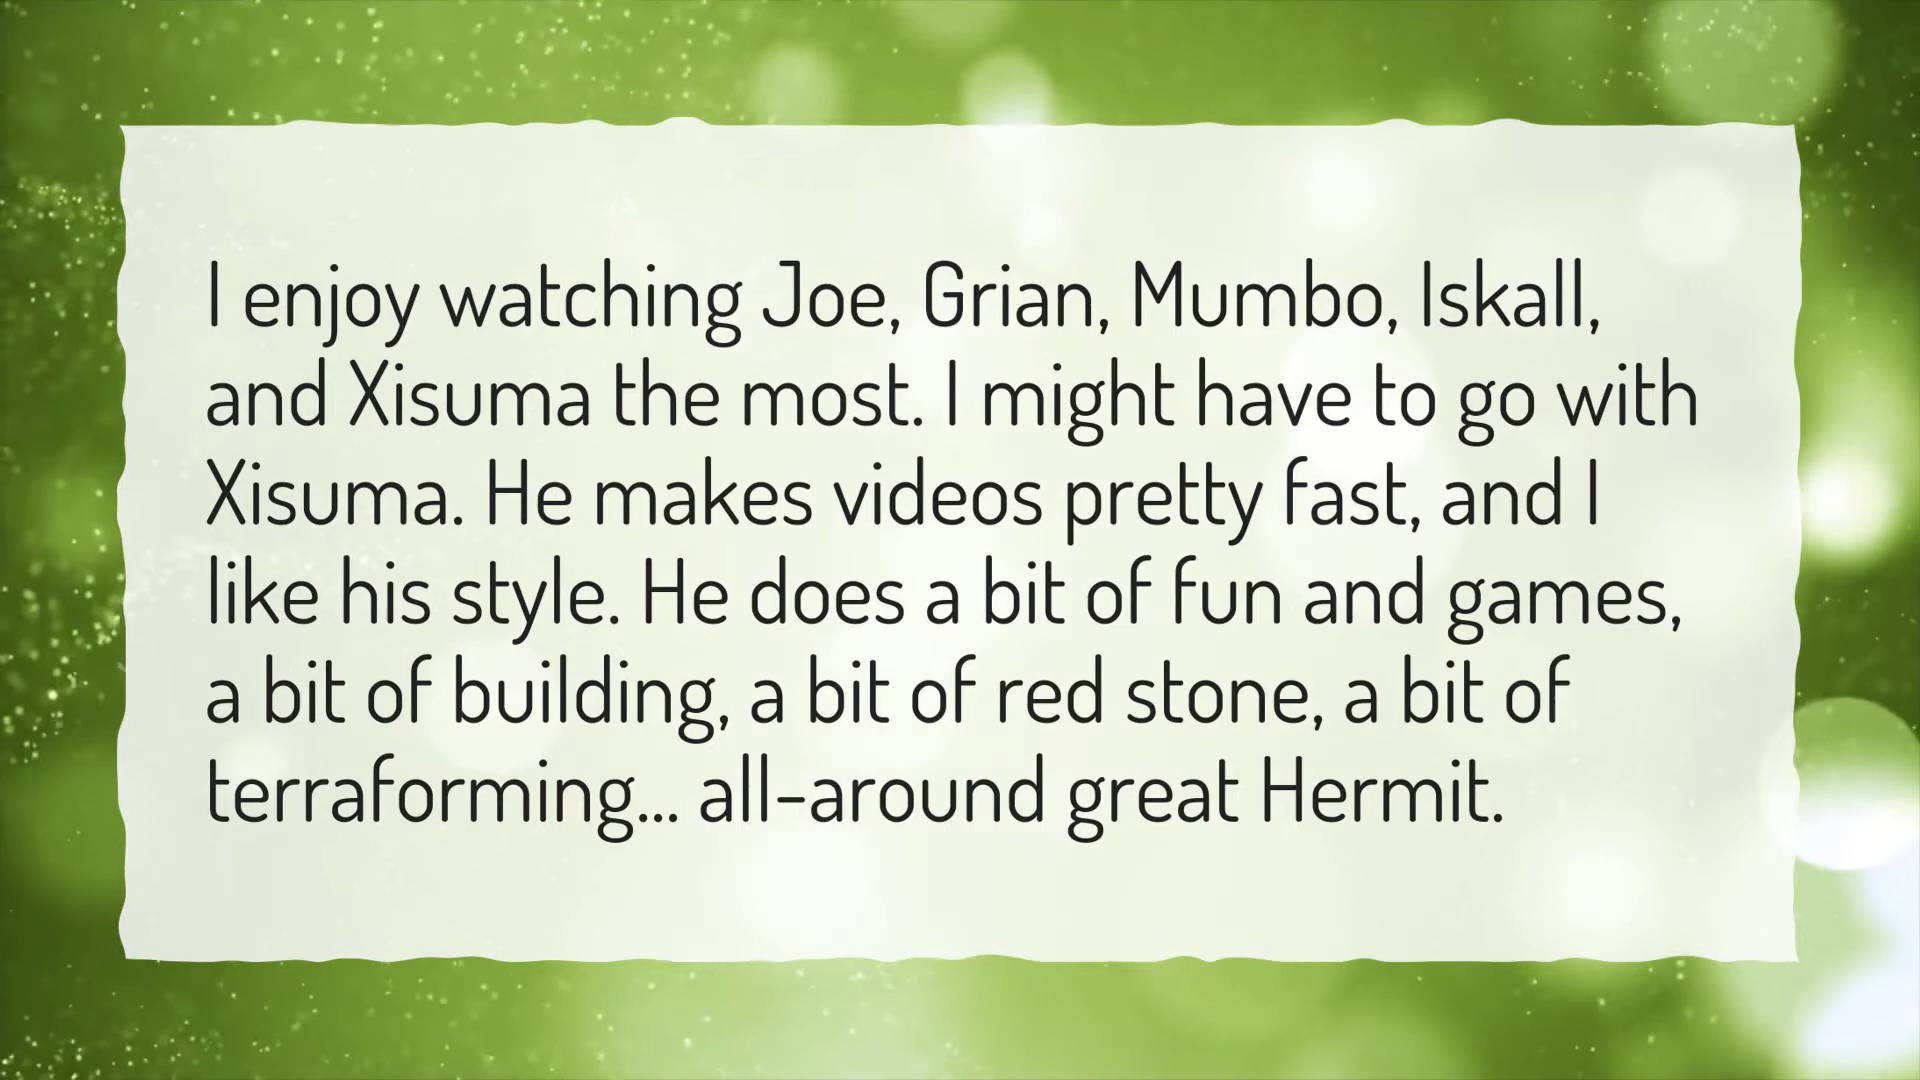 I enjoy watching Joe, Grian, Mumbo, Iskall,
and Xisuma the most. I might have to go with
Xisuma. He makes videos pretty fast, and I
like his style. He does a bit of fun and games,
a bit of building, a bit of red stone, a bit of
terraforming... all-around great Hermit.